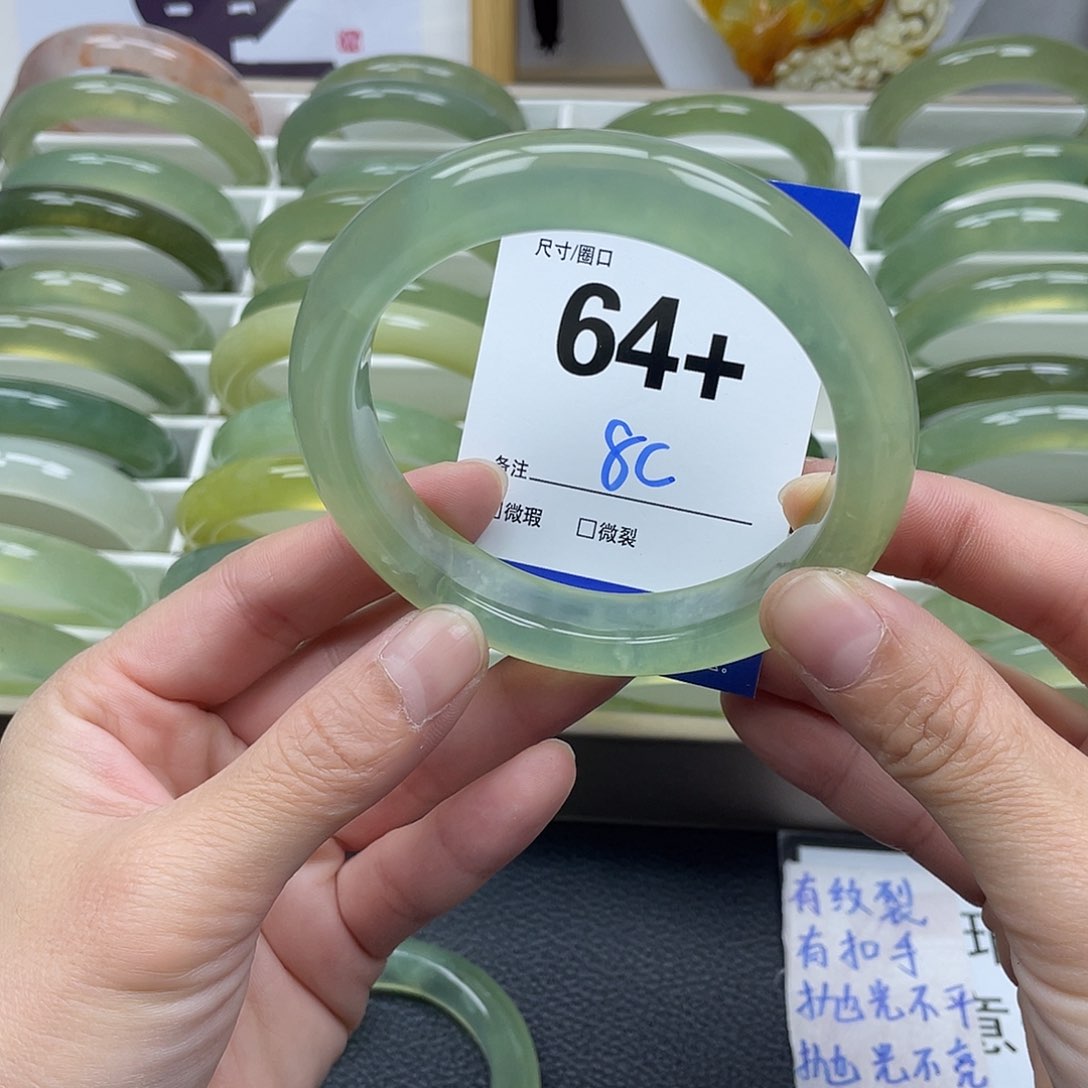 尺寸/圈口
64+
8C
备注
□微瑕 □微裂
有纹裂
有扣手
抛光不平
抛光不亮
意